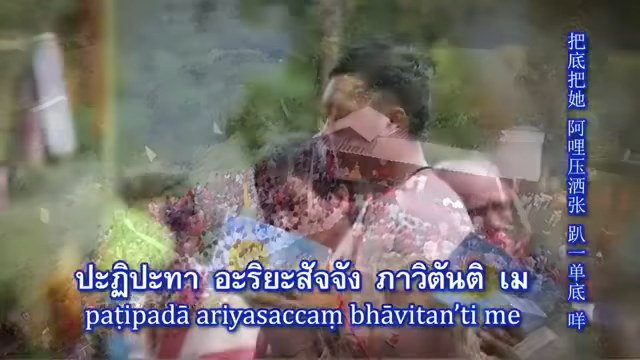 把底把她 阿哩压洒张 趴一单底 咩
ปะฏิปะทา อะริยะสัจจัง ภาวิตันติ เม
paṭipadā ariyasaccaṃ bhāvitan’ti me